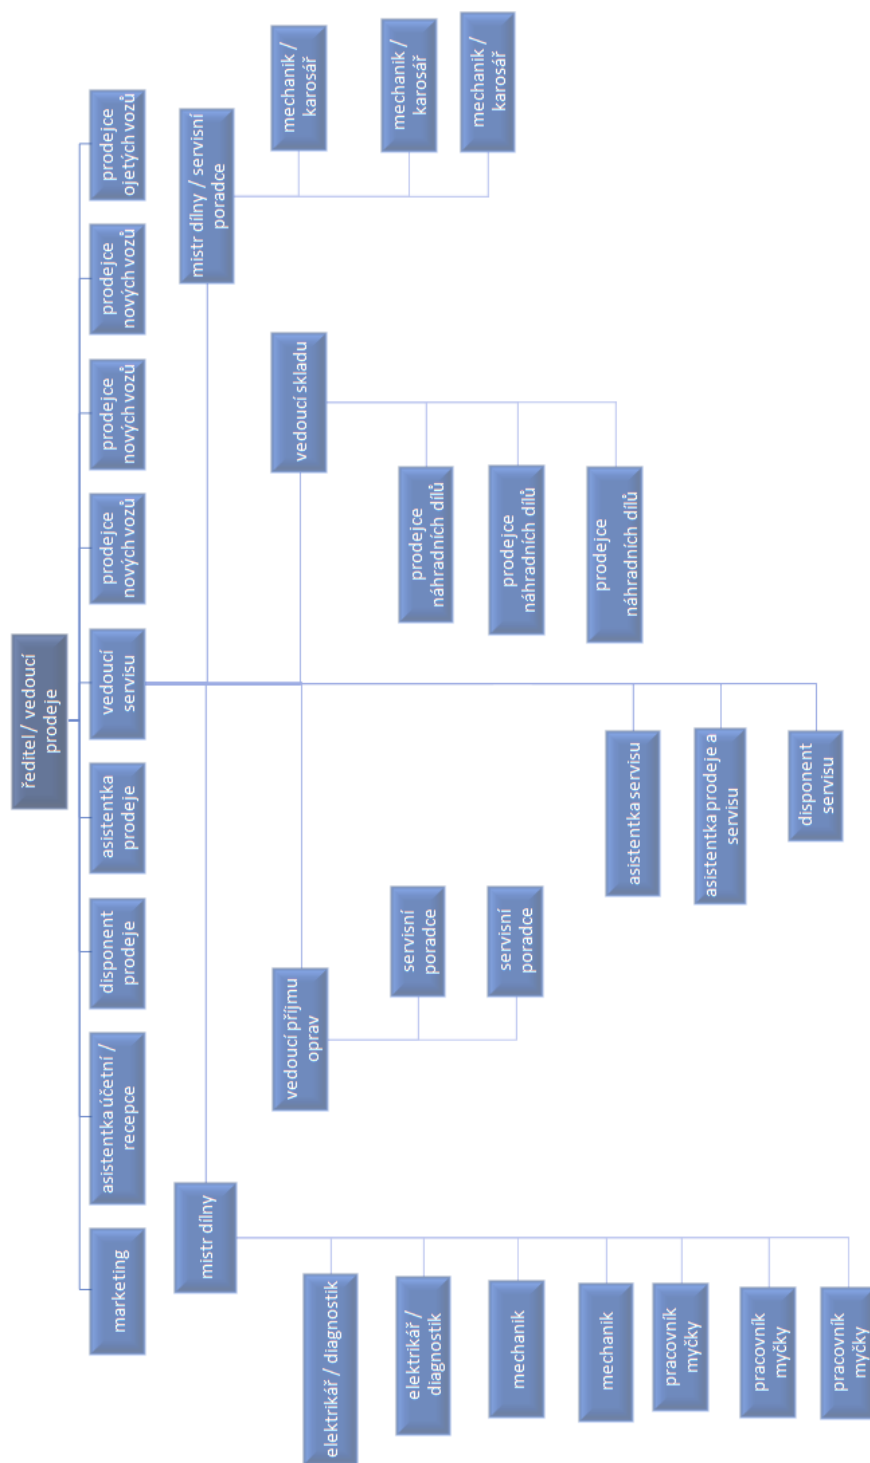 ředitel / vedoucí
prodeje
marketing
asistentka účetní /
recepce
disponent
prodeje
asistentka
prodeje
vedoucí
servisu
prodejce
nových vozů
prodejce
nových vozů
prodejce
nových vozů
prodejce
ojetých vozů
mistr dílny
mistr dílny / servisní
poradce
vedoucí příjmu
oprav
vedoucí skladu
elektrikář / diagnostik
elektrikář /
diagnostik
mechanik
mechanik
pracovník
myčky
pracovník
myčky
pracovník
myčky
servisní
poradce
servisní
poradce
asistentka servisu
asistentka prodeje a
servisu
disponent
servisu
prodejce
náhradních dílů
prodejce
náhradních dílů
prodejce
náhradních dílů
mechanik /
karosář
mechanik /
karosář
mechanik /
karosář